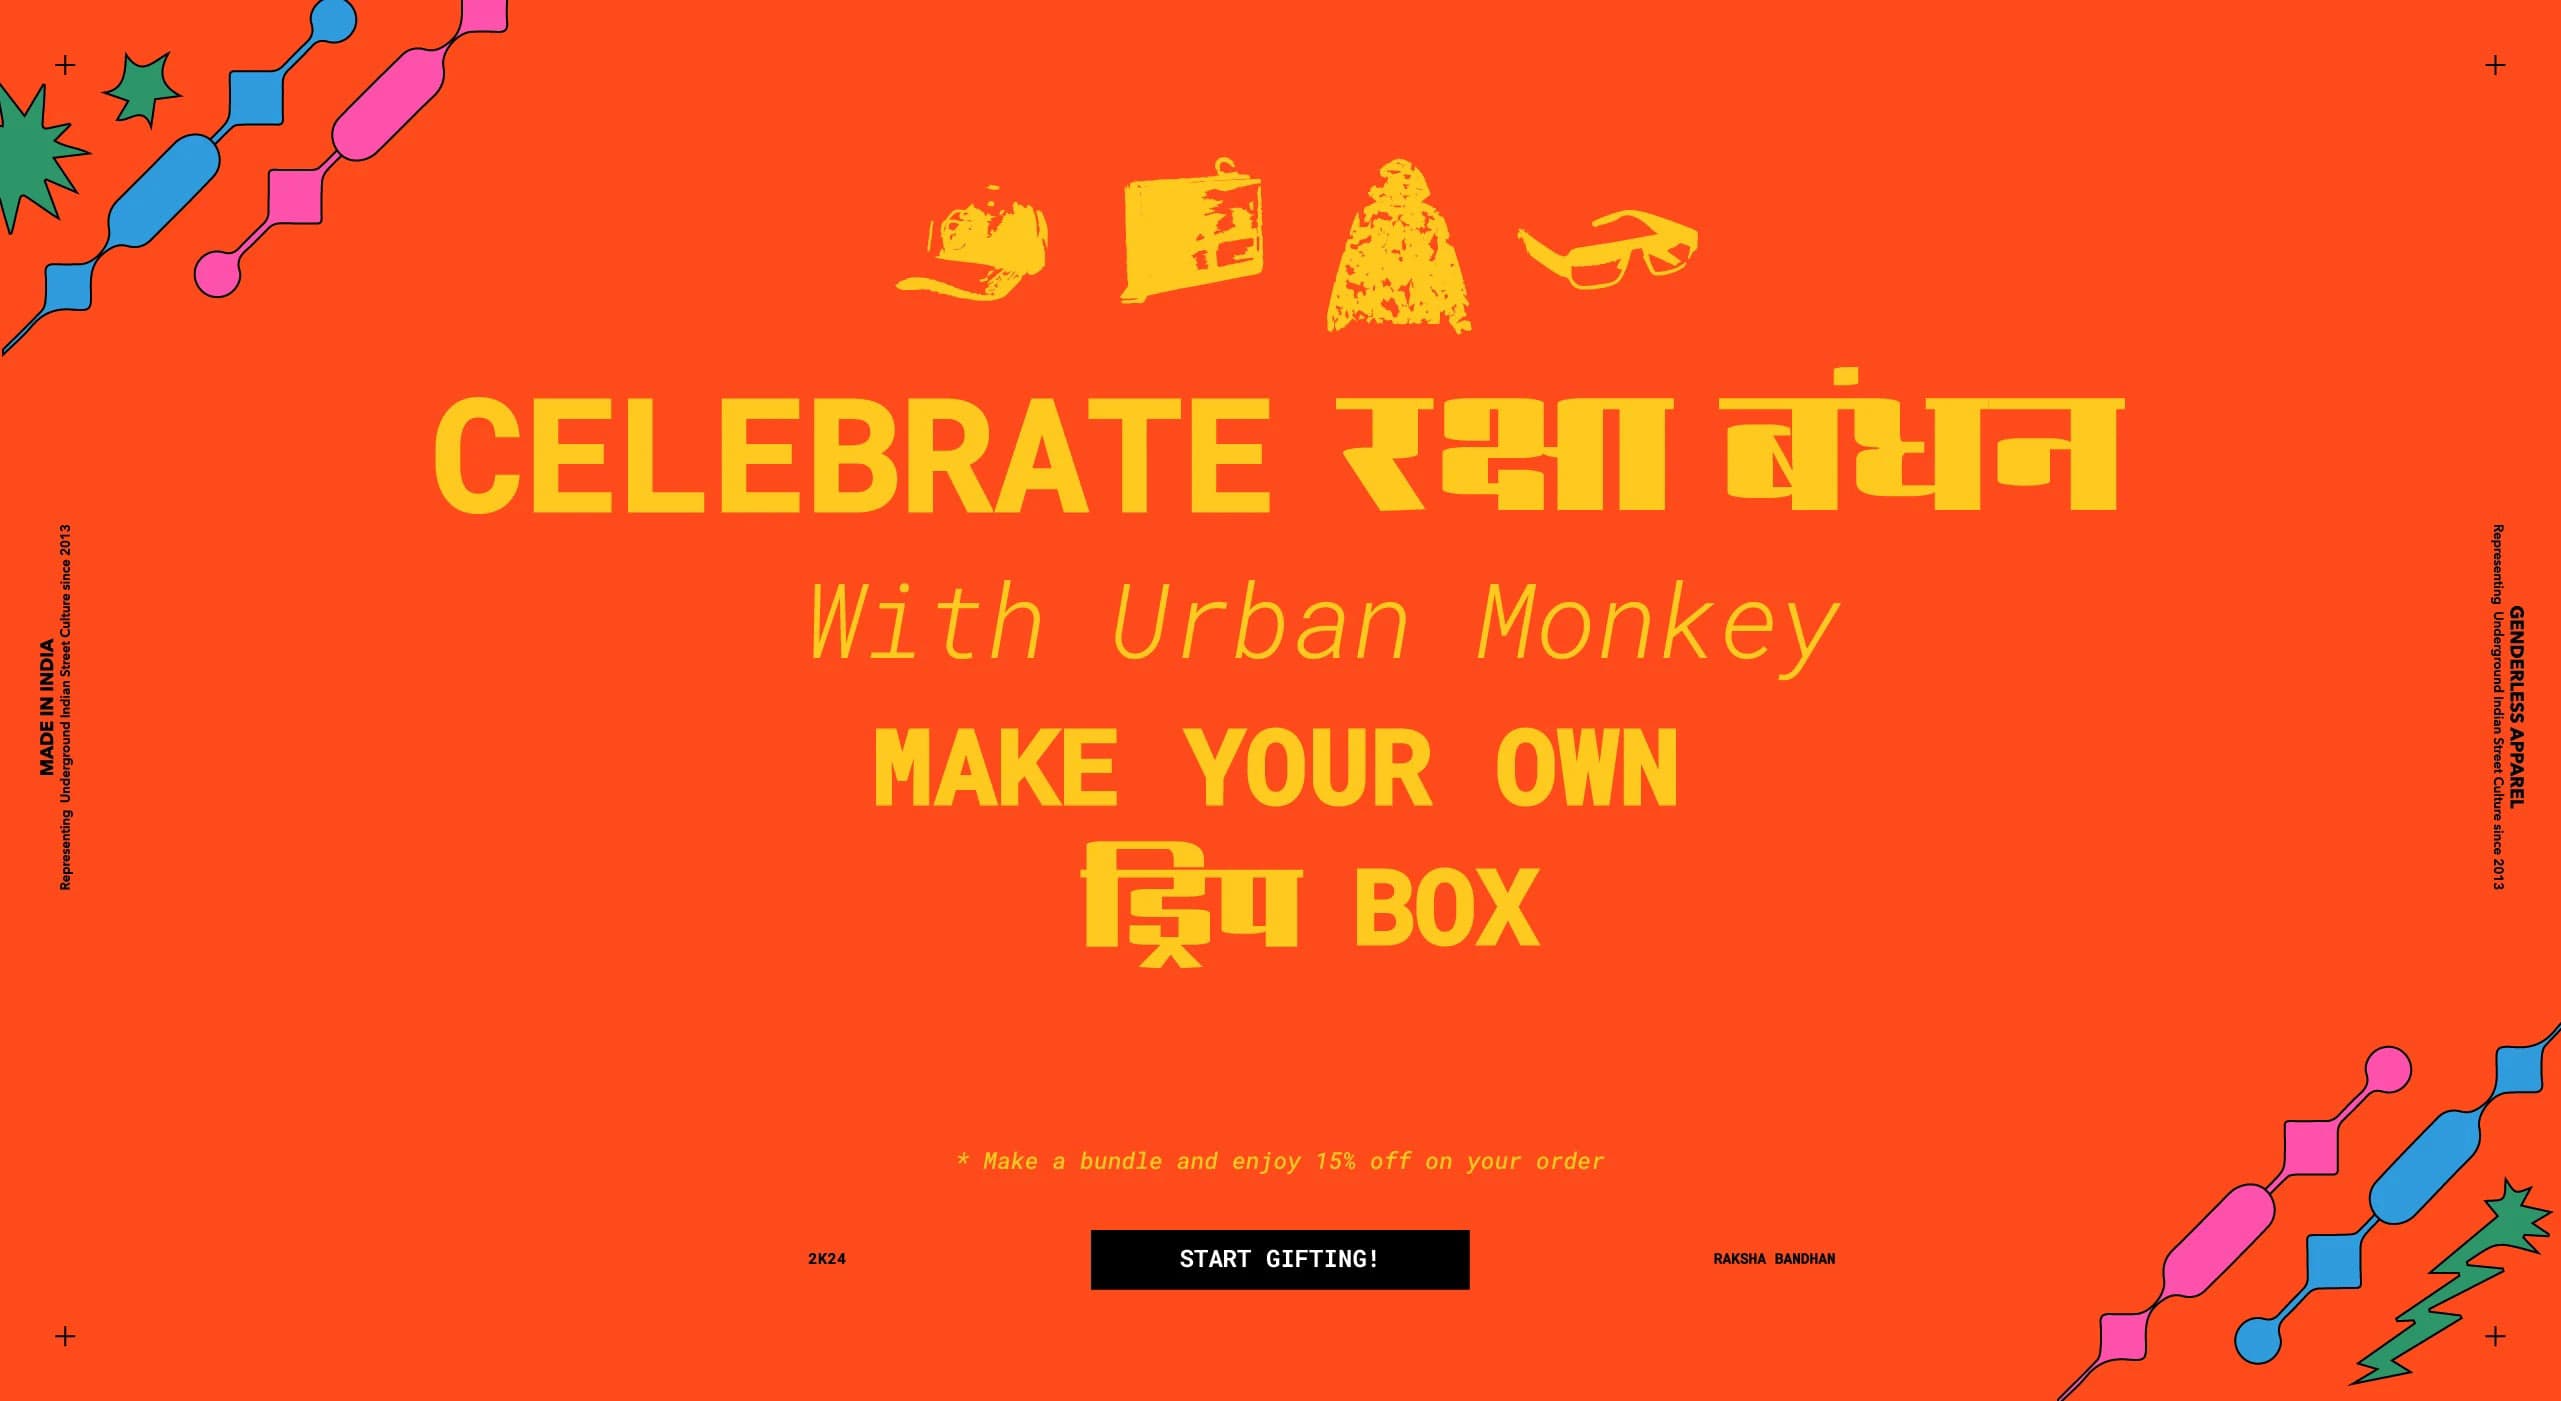 CELEBRATE रक्षा बंधन
With Urban Monkey
MAKE YOUR OWN
ड्रिप BOX
MADE IN INDIA
Representing Underground Indian Street Culture since 2013
GENDERLESS APPAREL
Representing Underground Indian Street Culture since 2013
* Make a bundle and enjoy 15% off on your order
2K24
START GIFTING!
RAKSHA BANDHAN